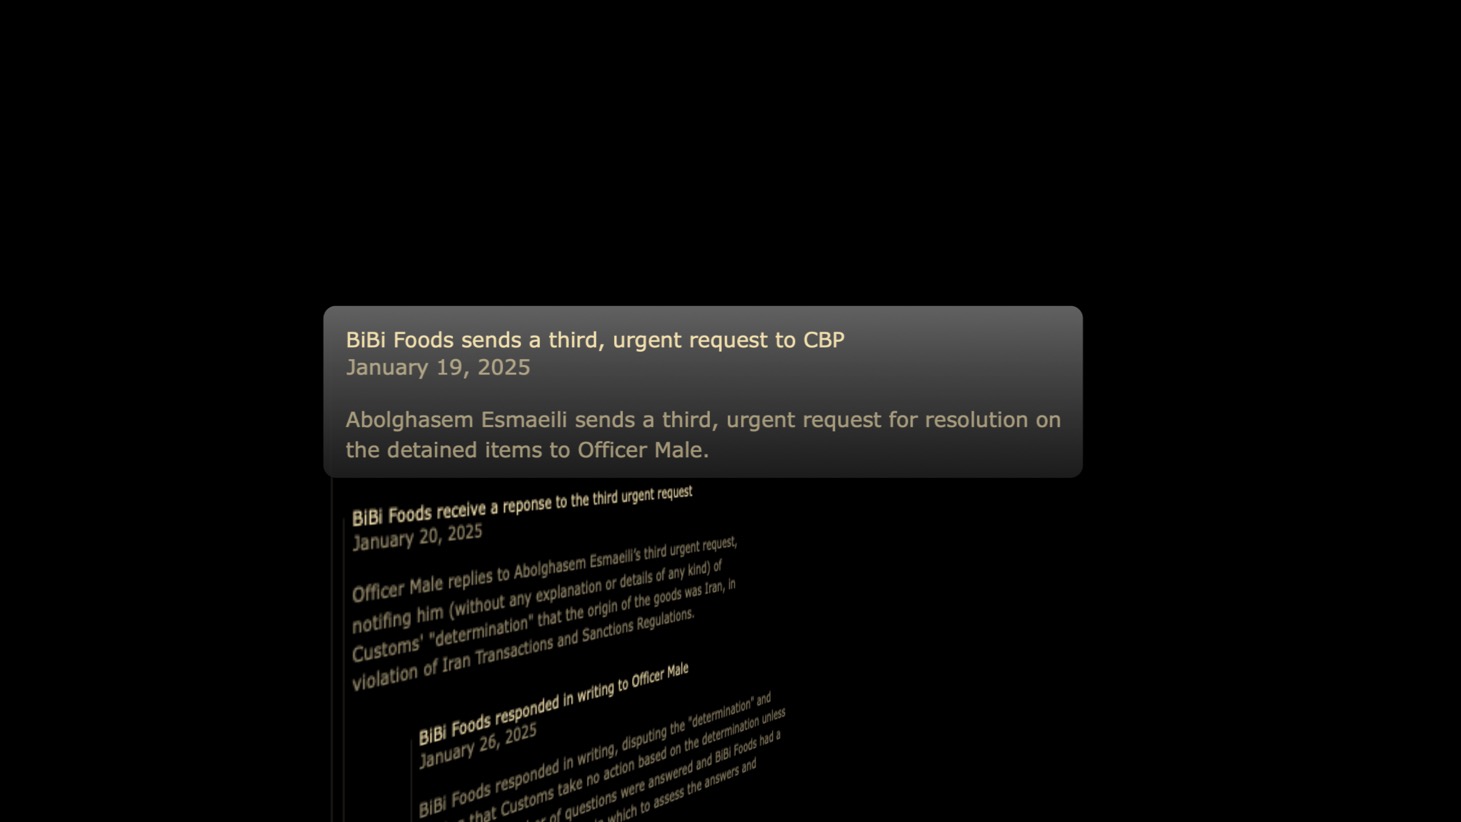 BiBi Foods sends a third, urgent request to CBP
January 19, 2025
Abolghasem Esmaeili sends a third, urgent request for resolution on
the detained items to Officer Male.
BiBi Foods receive a reponse to the third urgent request
January 20, 2025
Officer Male replies to Abolghasem Esmaeili's third urgent request,
notifing him (without any explanation or details of any kind) of
Customs' "determination" that the origin of the goods was Iran, in
violation of Iran Transactions and Sanctions Regulations.
BiBi Foods responded in writing to Officer Male
January 26, 2025
BiBi Foods responded in writing, disputing the "determination" and
that Customs take no action based on the determination unless
of questions were answered and BiBi Foods had a
which to assess the answers and